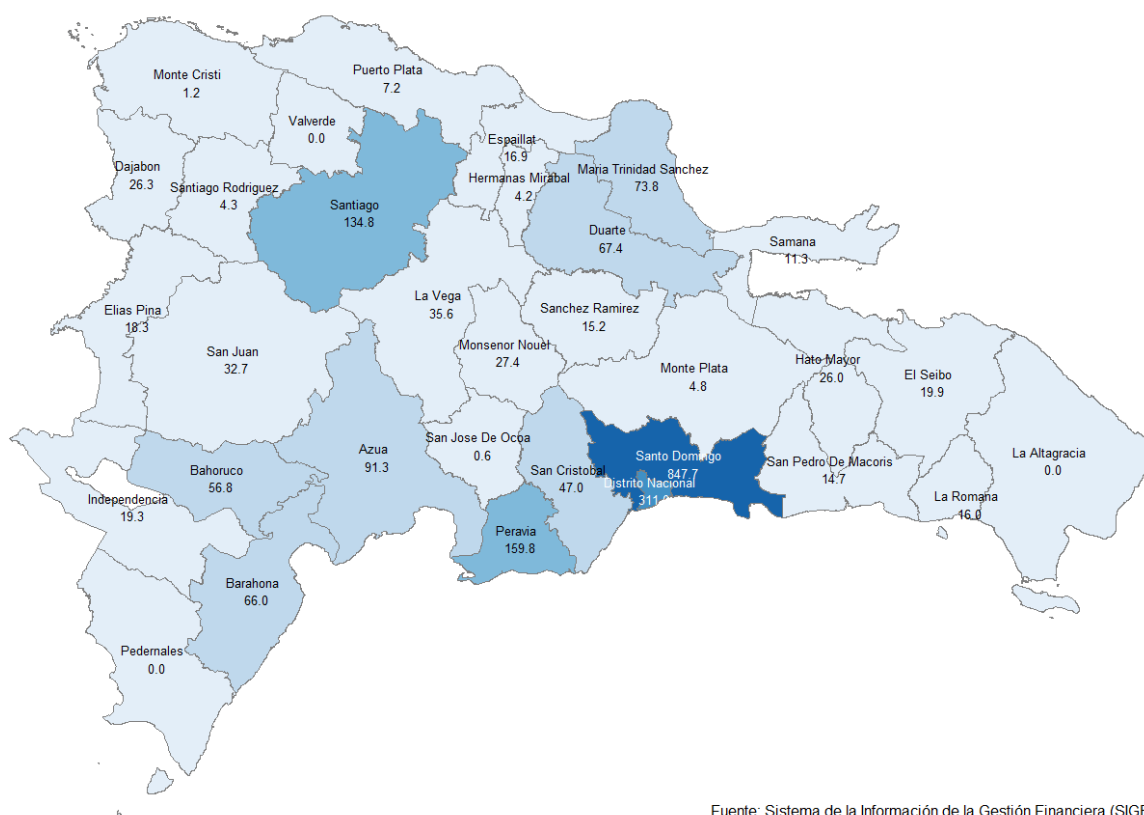 Monte Cristi
1.2
Puerto Plata
7.2
Valverde
0.0
Espaillat
16.9
Dajabon
26.3
Santiago Rodriguez
4.3
Hermanas Mirabal
4.2
Maria Trinidad Sanchez
73.8
Santiago
134.8
Duarte
67.4
Samana
11.3
Elias Pina
18.3
La Vega
35.6
Sanchez Ramirez
15.2
San Juan
32.7
Monsenor Nouel
27.4
Monte Plata
4.8
Hato Mayor
26.0
El Seibo
19.9
Azua
91.3
San Jose De Ocoa
0.6
Bahoruco
56.8
San Cristobal
47.0
Santo Domingo
847.7
Distrito Nacional
San Pedro De Macoris
14.7
La Altagracia
0.0
Independencia
19.3
La Romana
16.0
Peravia
159.8
Barahona
66.0
Pedernales
0.0
Fuente: Sistema de la Información de la Gestión Financiera (SIGE